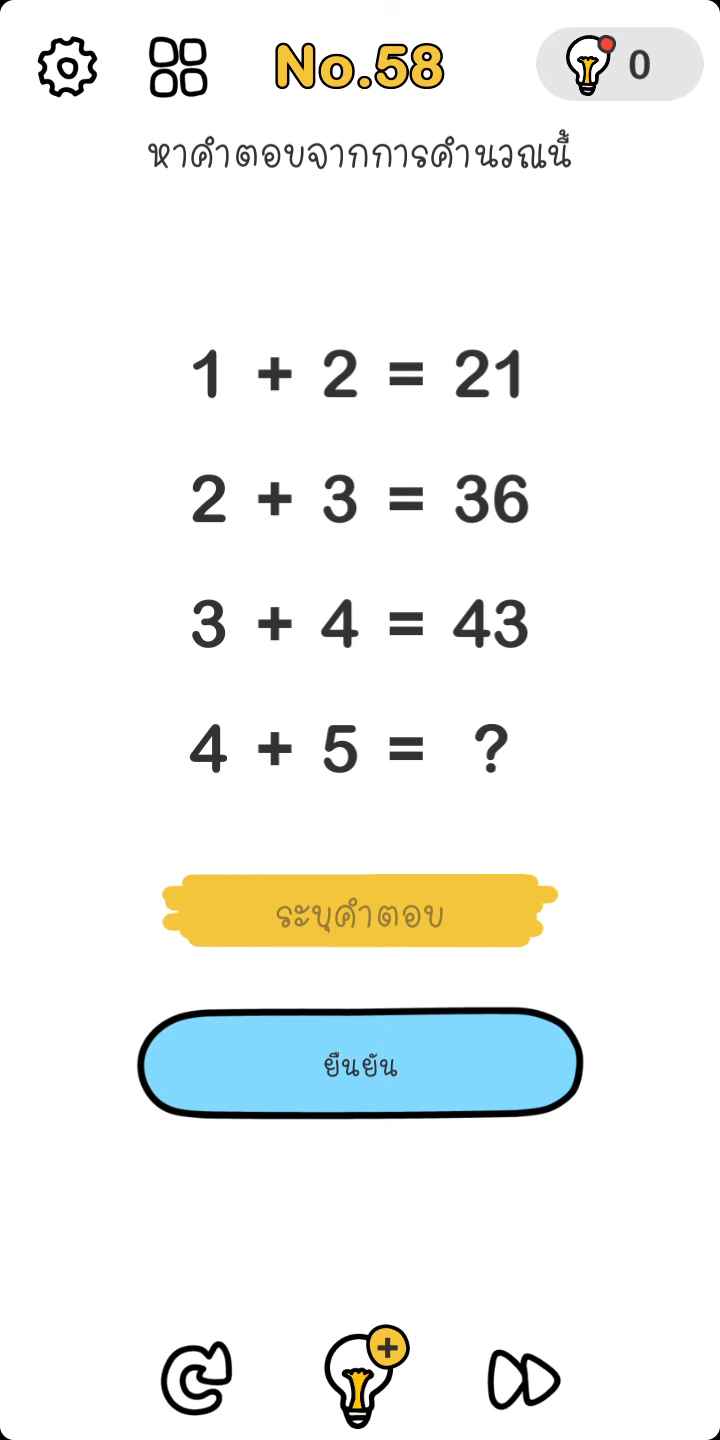 No.58
0
หาคำตอบจากการคำนวณนี้
1 + 2 = 21
2 + 3 = 36
3 + 4 = 43
4 + 5 = ?
ระบุคำตอบ
ยืนยัน